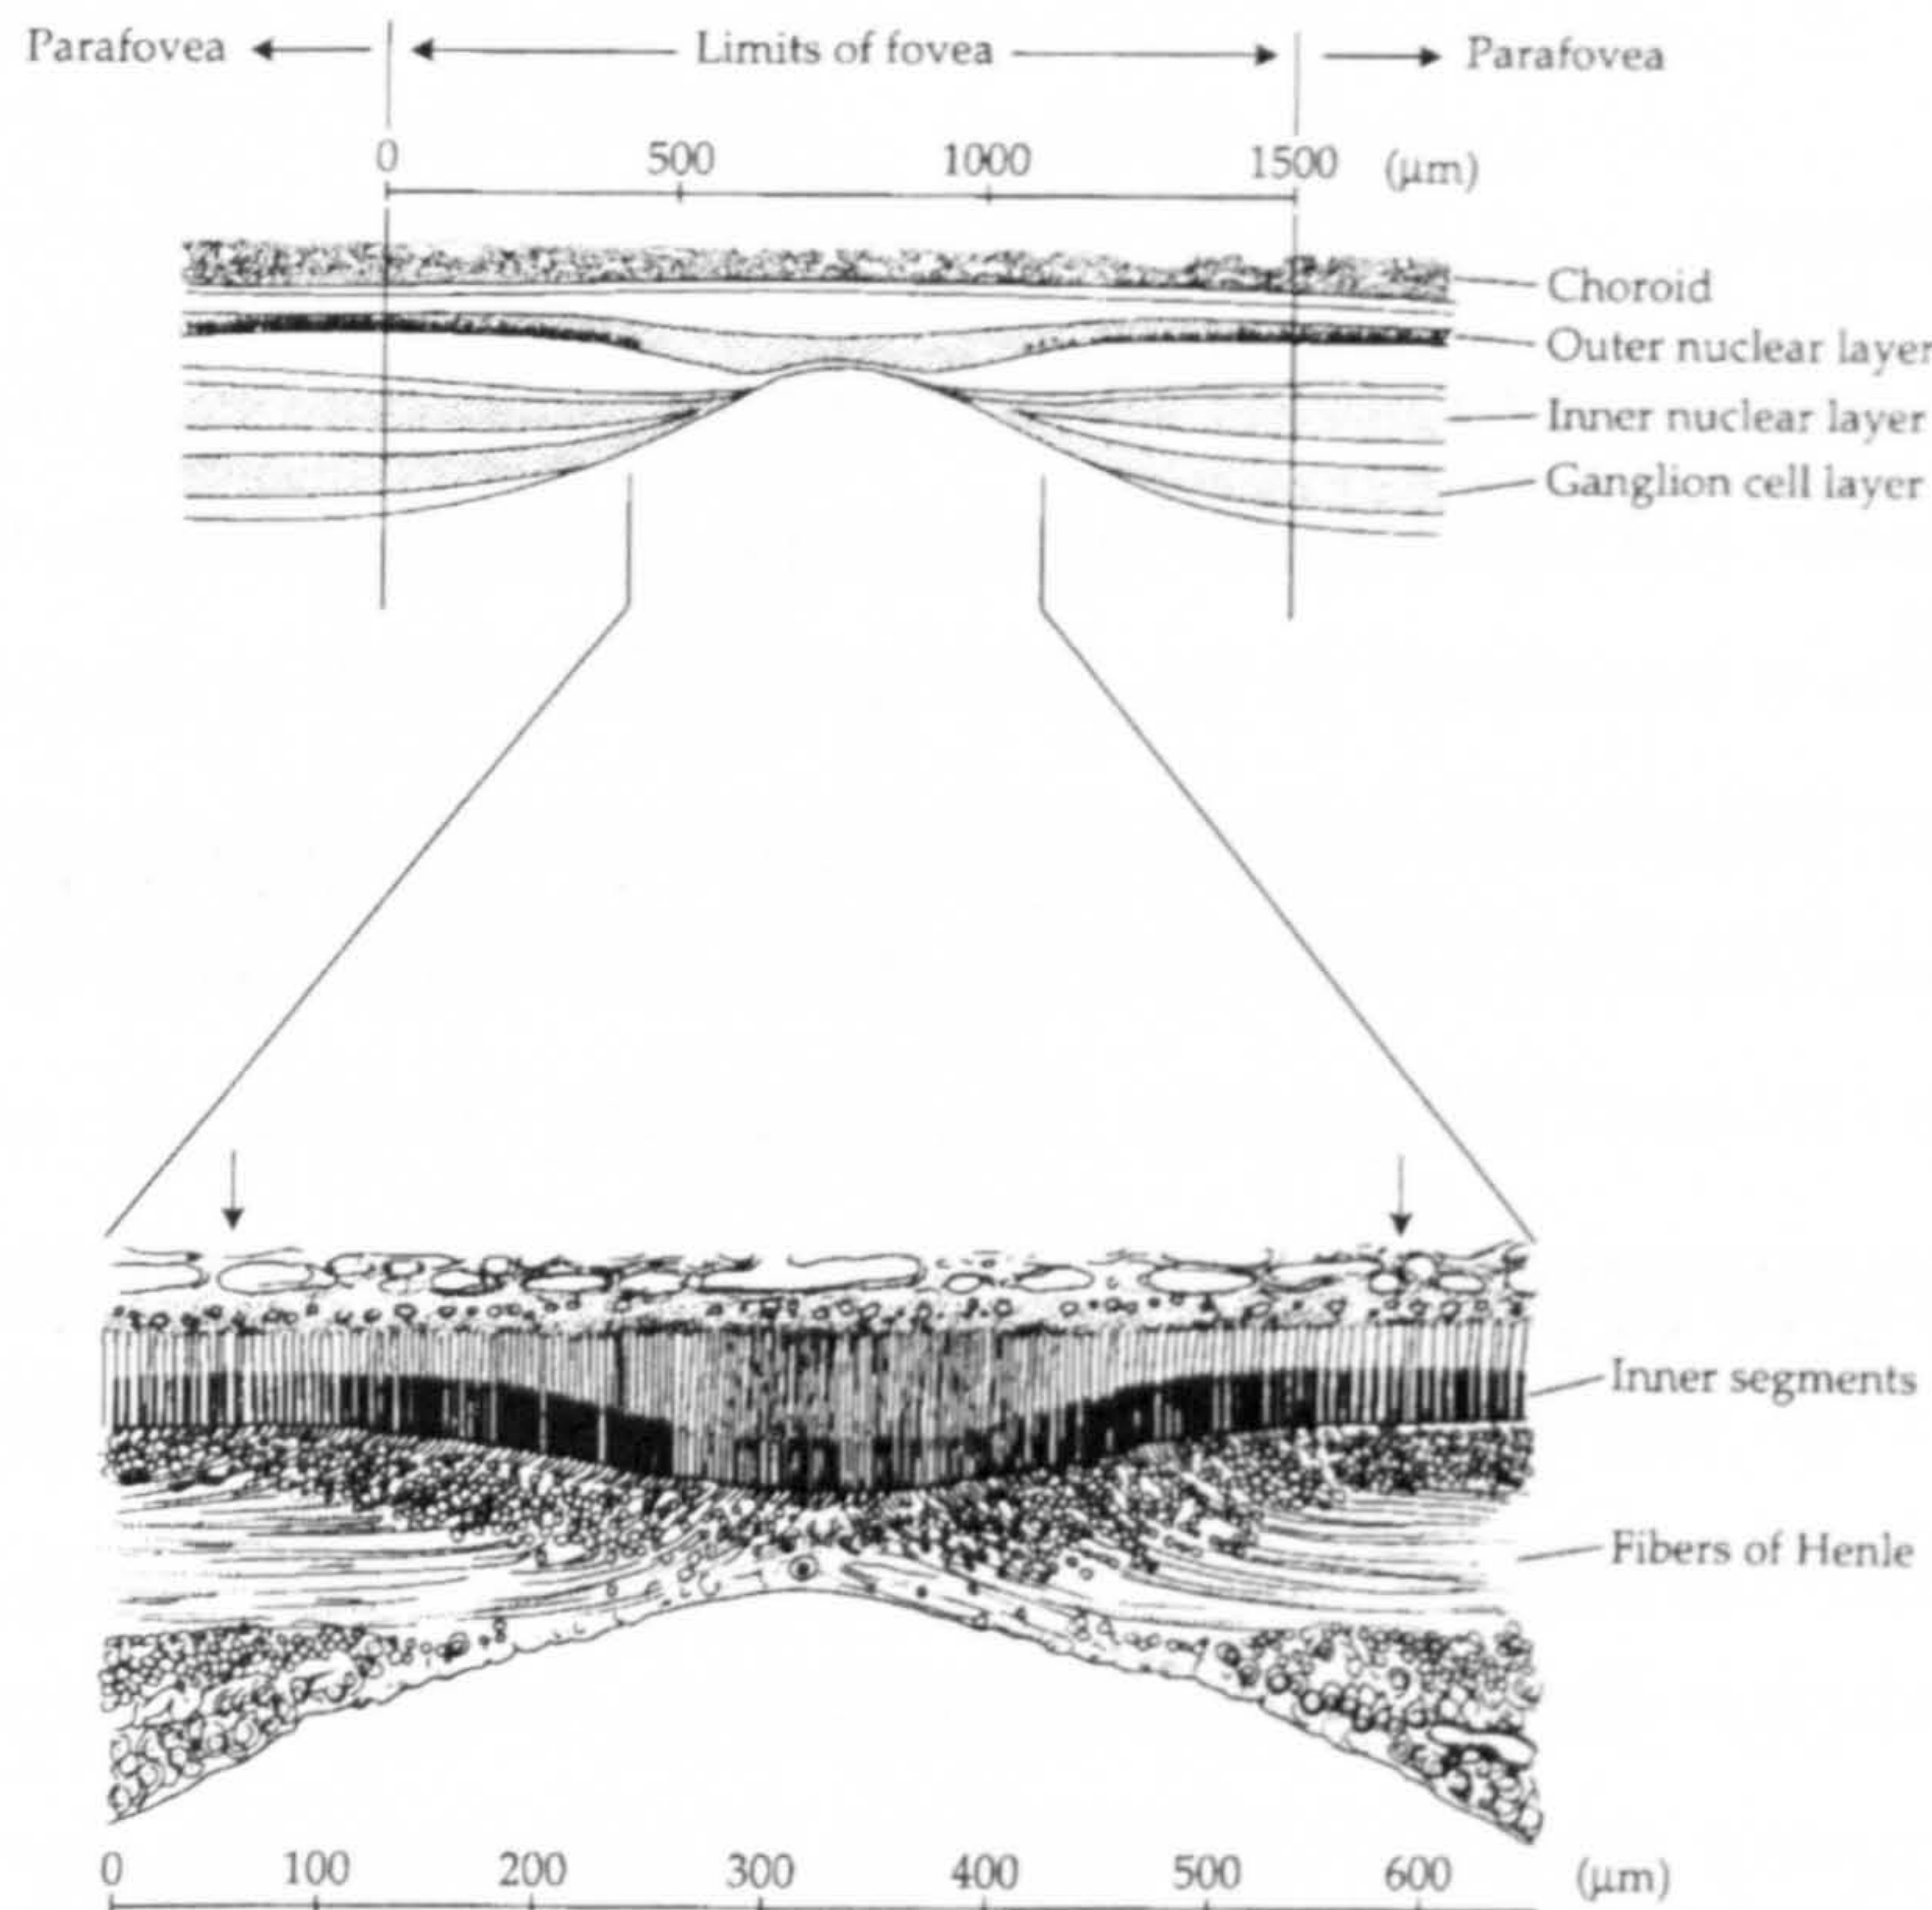 Parafovea Limits of fovea Parafovea
0 500 1000 1500 (μm)
Choroid
Outer nuclear layer
Inner nuclear layer
Ganglion cell layer
Inner segments
Fibers of Henle
0 100 200 300 400 500 600 (μm)